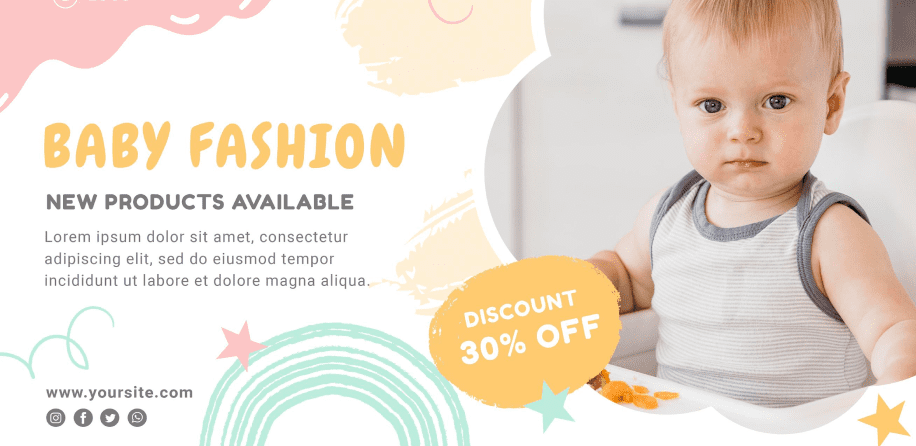 BABY FASHION
NEW PRODUCTS AVAILABLE
Lorem ipsum dolor sit amet, consectetur
adipiscing elit, sed do eiusmod tempor
incididunt ut labore et dolore magna aliqua.
DISCOUNT
30% OFF
www.yoursite.com